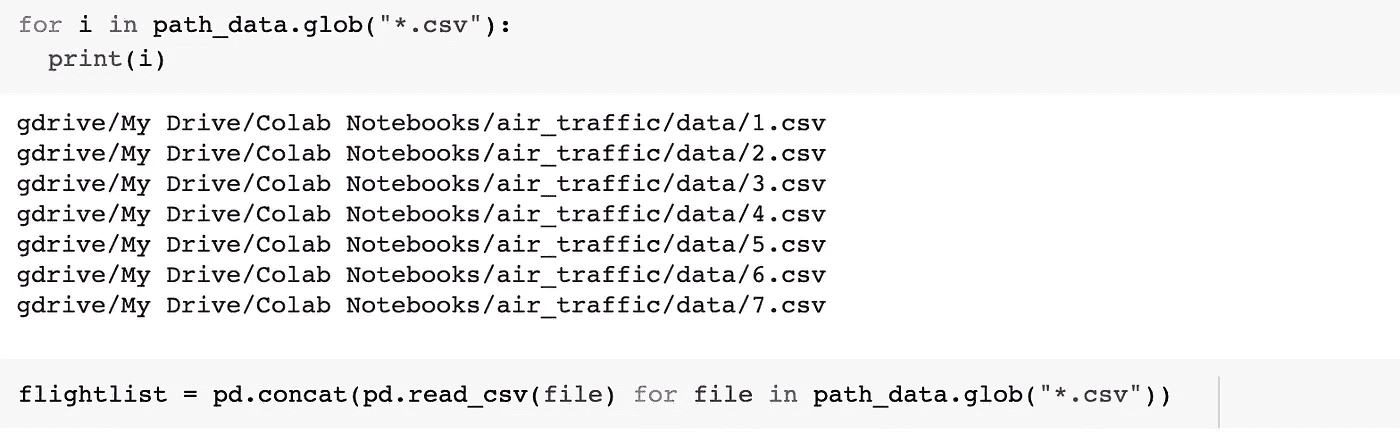 for i in path_data.glob("*.csv"):
  print(i)
gdrive/My Drive/Colab Notebooks/air_traffic/data/1.csv
gdrive/My Drive/Colab Notebooks/air_traffic/data/2.csv
gdrive/My Drive/Colab Notebooks/air_traffic/data/3.csv
gdrive/My Drive/Colab Notebooks/air_traffic/data/4.csv
gdrive/My Drive/Colab Notebooks/air_traffic/data/5.csv
gdrive/My Drive/Colab Notebooks/air_traffic/data/6.csv
gdrive/My Drive/Colab Notebooks/air_traffic/data/7.csv
flightlist = pd.concat(pd.read_csv(file) for file in path_data.glob("*.csv"))